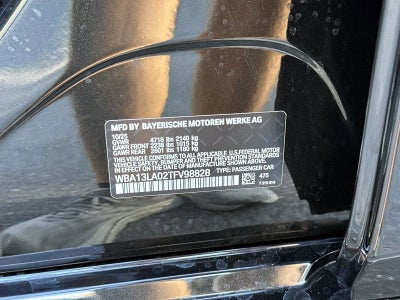 MFD BY BAYERISCHE MOTOREN WERKE AG
10/25
GVWR 4718 lbs 2140 kg
GAWR FRONT 2238 lbs 1015 kg
GAWR REAR 2601 lbs 1180 kg
THIS VEHICLE CONFORMS TO ALL APPLICABLE U.S. FEDERAL MOTOR
VEHICLE SAFETY, BUMPER AND THEFT PREVENTION STANDARDS IN
EFFECT ON THE DATE OF MANUFACTURE SHOWN ABOVE.
TYPE: PASSENGER CAR
WBA13LA02TFV98828
475